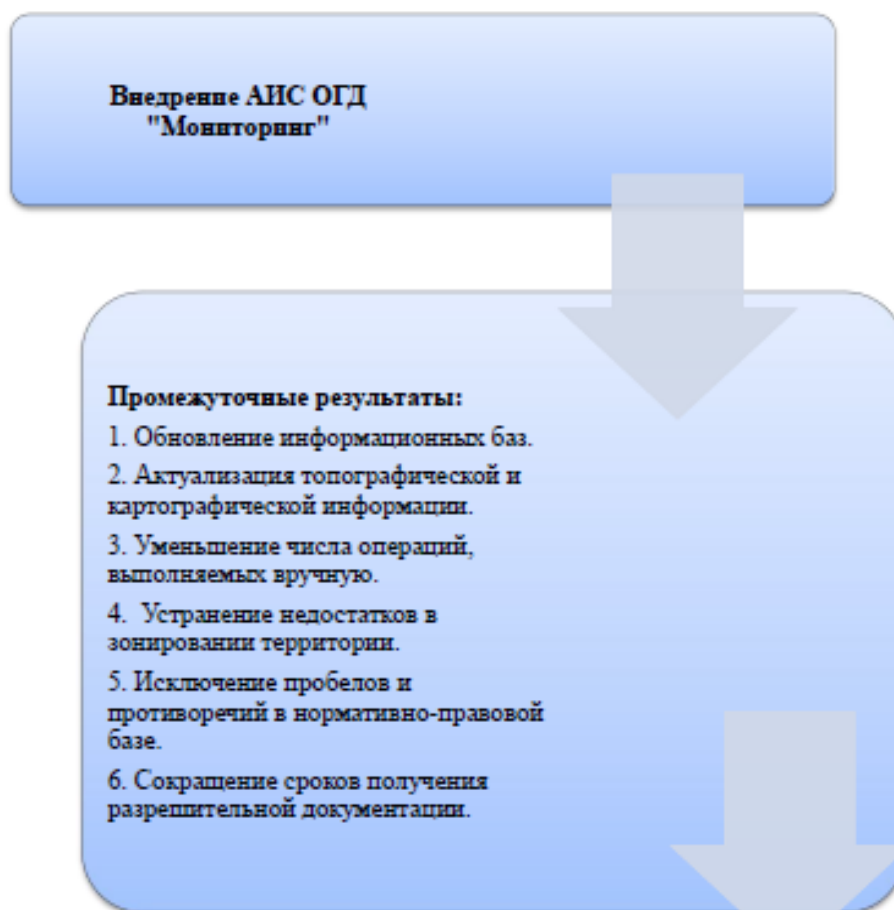 Внедрение АИС ОГД
"Мониторинг"
Промежуточные результаты:
1. Обновление информационных баз.
2. Актуализация топографической и
картографической информации.
3. Уменьшение числа операций,
выполняемых вручную.
4. Устранение недостатков в
зонировании территории.
5. Исключение пробелов и
противоречий в нормативно-правовой
базе.
6. Сокращение сроков получения
разрешительной документации.